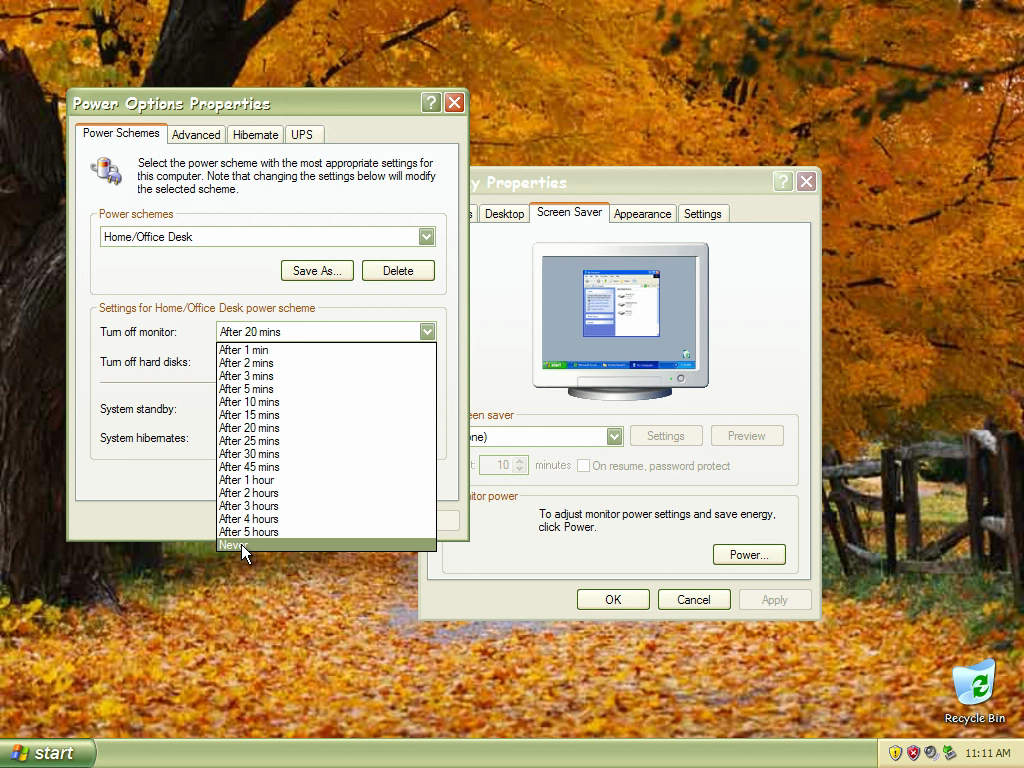 Power Options Properties
Power Schemes
Advanced
Hibernate
UPS
Select the power scheme with the most appropriate settings for
this computer. Note that changing the settings below will modify
the selected scheme.
Power schemes
Home/Office Desk
Save As...
Delete
Settings for Home/Office Desk power scheme
Turn off monitor:
After 20 mins
Turn off hard disks:
System standby:
System hibernates:
After 1 min
After 2 mins
After 3 mins
After 5 mins
After 10 mins
After 15 mins
After 20 mins
After 25 mins
After 30 mins
After 45 mins
After 1 hour
After 2 hours
After 3 hours
After 4 hours
After 5 hours
Never
y Properties
s
Desktop
Screen Saver
Appearance
Settings
een saver
one)
Settings
Preview
t:
10
minutes
On resume, password protect
itor power
To adjust monitor power settings and save energy,
click Power.
Power...
OK
Cancel
Apply
Recycle Bin
start
11:11 AM